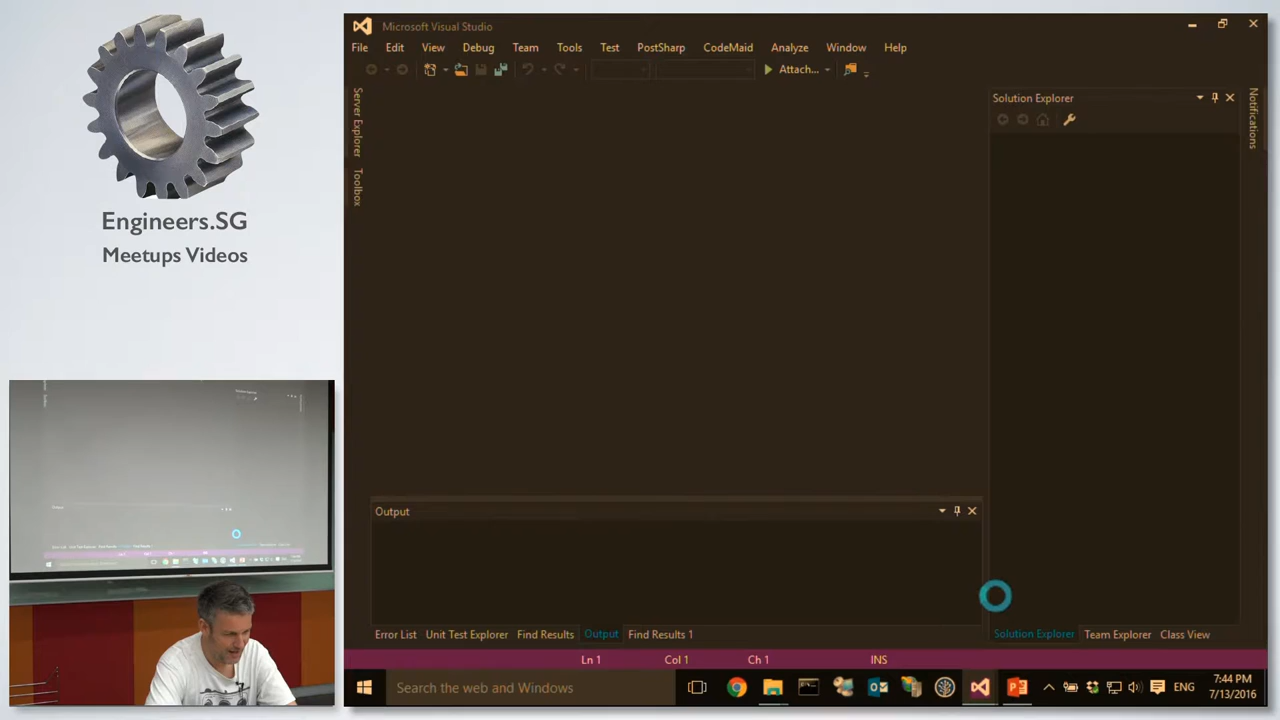 Engineers.SG
Meetups Videos
Microsoft Visual Studio
File Edit View Debug Team Tools Test PostSharp CodeMaid Analyze Window Help
Attach...
Server Explorer
Toolbox
Solution Explorer
Notifications
Output
Error List Unit Test Explorer Find Results Output Find Results 1
Solution Explorer Team Explorer Class View
Ln 1 Col 1 Ch 1 INS
Search the web and Windows
ENG
7:44 PM
7/13/2016